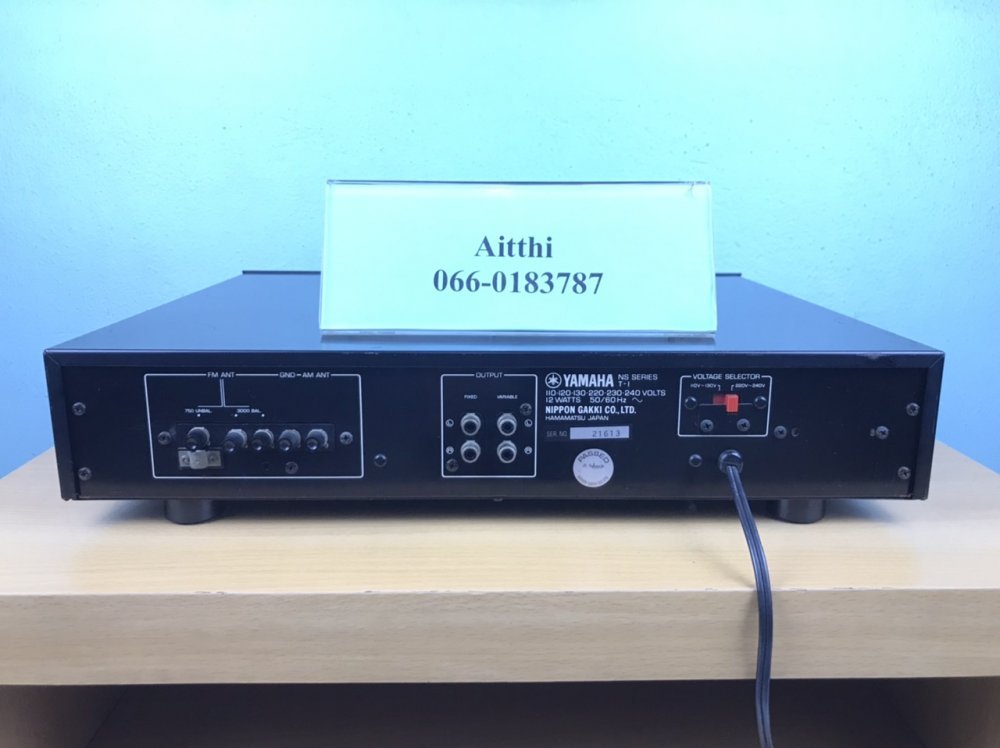 Aitthi
066-0183787
FM ANT
GND-AM ANT
75Ω UNBAL.
300Ω BAL.
OUTPUT
FIXED
VARIABLE
L
L
R
R
YAMAHA
NS SERIES
T-1
110·120·130·220·230·240 VOLTS
12 WATTS 50/60 Hz ~
NIPPON GAKKI CO., LTD.
HAMAMATSU JAPAN
SER. NO. 21613
PASSED
VOLTAGE SELECTOR
110V-130V
220V-240V